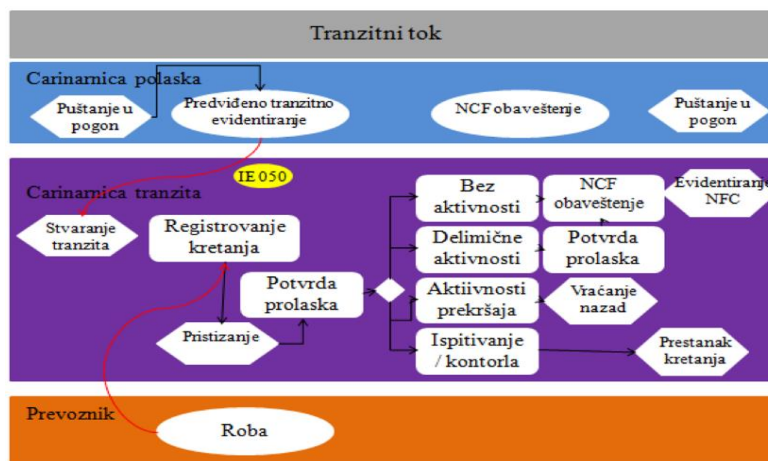 Tranzitni tok
Carinarnica polaska
Puštanje u
pogon
Predviđeno tranzitno
evidentiranje
NCF obaveštenje
Puštanje u
pogon
IE 050
Carinarnica tranzita
Stvaranje
tranzita
Registrovanje
kretanja
Bez
aktivnosti
NCF
obaveštenje
Evidentiranje
NFC
Delimične
aktivnosti
Potvrda
prolaska
Potvrda
prolaska
Aktiivnosti
prekršaja
Vraćanje
nazad
Pristizanje
Ispitivanje
/ kontorla
Prestanak
kretanja
Prevoznik
Roba